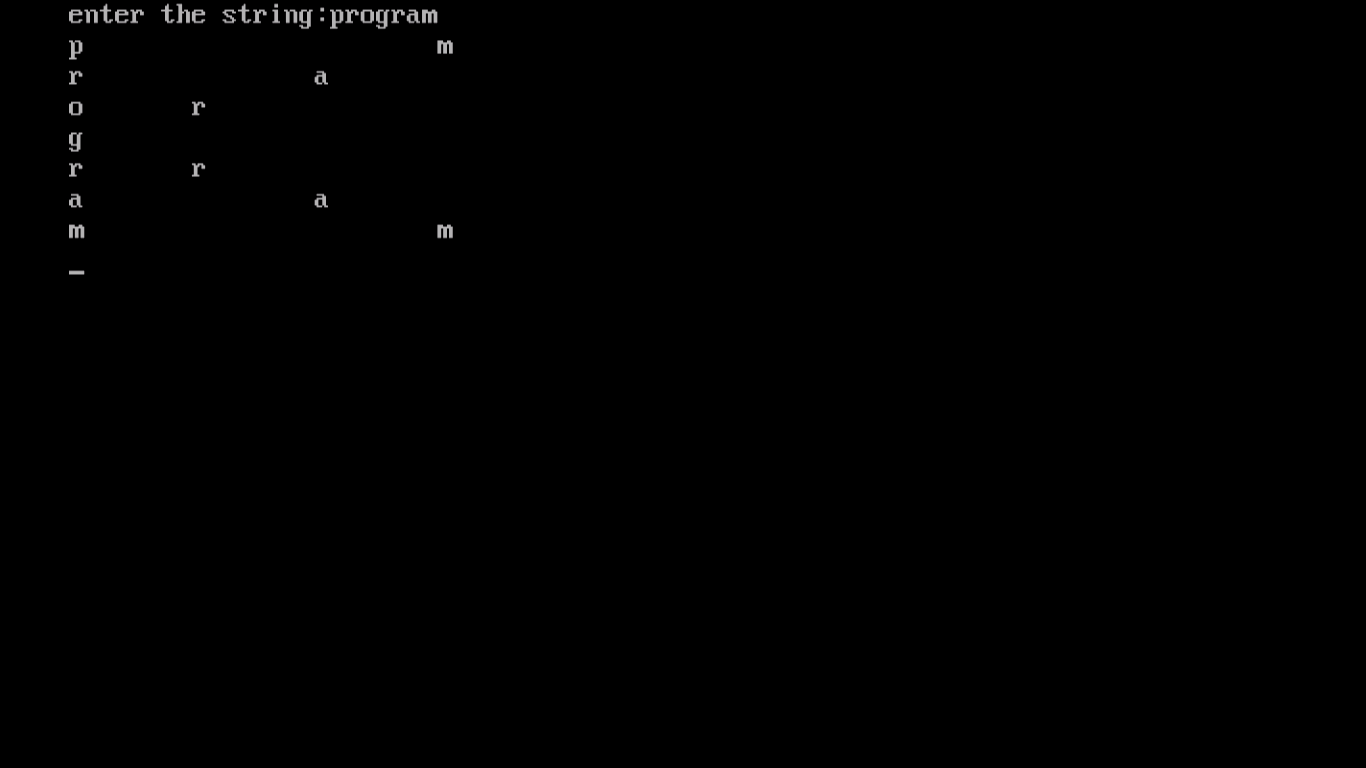 enter the string:program
p                       m
r               a
o       r
g
r       r
a               a
m                       m